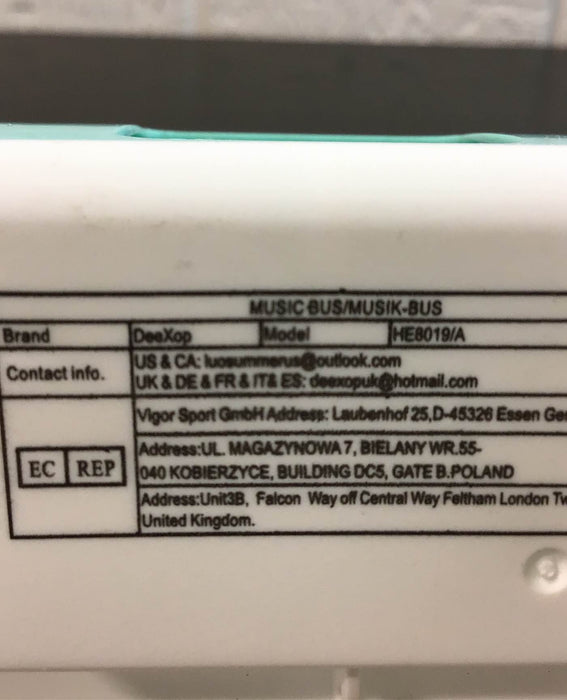 MUSIC BUS/MUSIK-BUS
Brand DeeXop Model HE8019/A
Contact info. US & CA: luosummerus@outlook.com
UK & DE & FR & IT& ES: deexopuk@hotmail.com
Vigor Sport GmbH Address: Laubenhof 25,D-45326 Essen Ge
EC REP
Address:UL. MAGAZYNOWA 7, BIELANY WR.55-
040 KOBIERZYCE, BUILDING DC5, GATE B.POLAND
Address:Unit3B, Falcon Way off Central Way Feltham London Tw
United Kingdom.